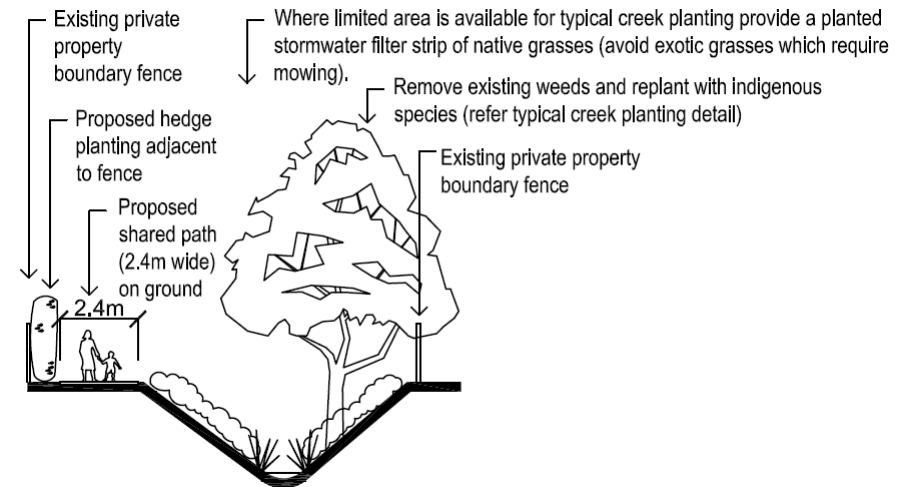 Existing private
property
boundary fence
Where limited area is available for typical creek planting provide a planted
stormwater filter strip of native grasses (avoid exotic grasses which require
mowing).
Remove existing weeds and replant with indigenous
species (refer typical creek planting detail)
Proposed hedge
planting adjacent
to fence
Existing private property
boundary fence
Proposed
shared path
(2.4m wide)
on ground
2.4m